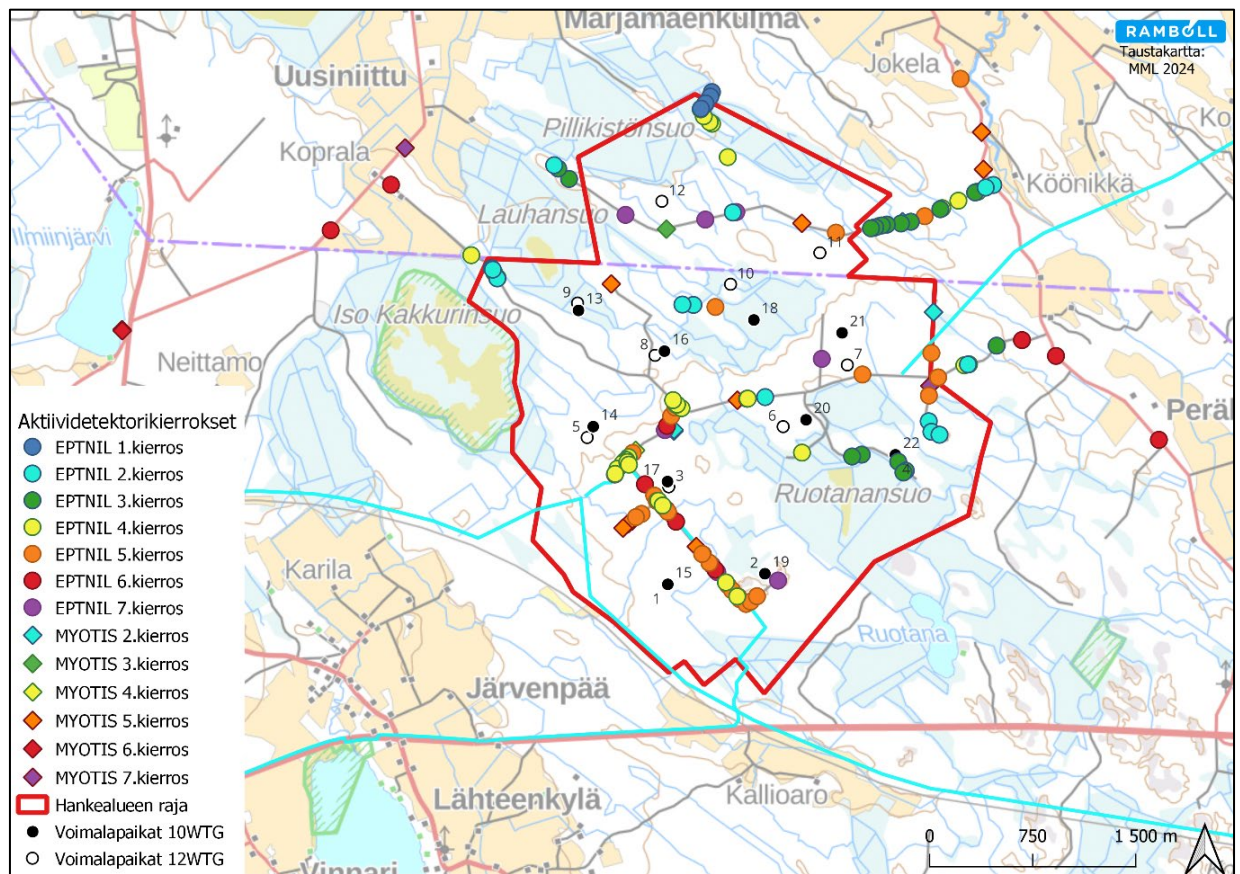 Marjamäenkulma
RAMBOLL
Taustakartta:
MML 2024
Jokela
Uusiniittu
Pillikistönsuo
Koprala
Köönikkä
12
Lauhansuo
Ilmiinjärvi
11
10
9
13
Iso Kakkurinsuo
18
21
8
16
7
Neittamo
Aktiividetektorikierrokset
EPTNIL 1.kierros
EPTNIL 2.kierros
EPTNIL 3.kierros
EPTNIL 4.kierros
EPTNIL 5.kierros
EPTNIL 6.kierros
EPTNIL 7.kierros
MYOTIS 2.kierros
MYOTIS 3.kierros
MYOTIS 4.kierros
MYOTIS 5.kierros
MYOTIS 6.kierros
MYOTIS 7.kierros
Hankealueen raja
Voimalapaikat 10WTG
Voimalapaikat 12WTG
14
5
6
20
22
4
17
3
Ruotanansuo
Karila
2
19
15
1
Ruotana
Järvenpää
Lähteenkylä
Kallioaro
0
750
1 500 m